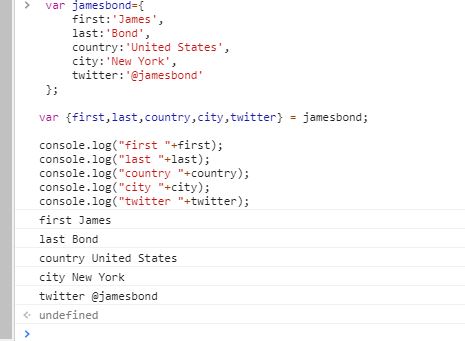 var jamesbond={
first:'James',
last:'Bond',
country:'United States',
city:'New York',
twitter:'@jamesbond'
};
var {first,last,country,city,twitter} = jamesbond;
console.log("first "+first);
console.log("last "+last);
console.log("country "+country);
console.log("city "+city);
console.log("twitter "+twitter);
first James
last Bond
country United States
city New York
twitter @jamesbond
undefined